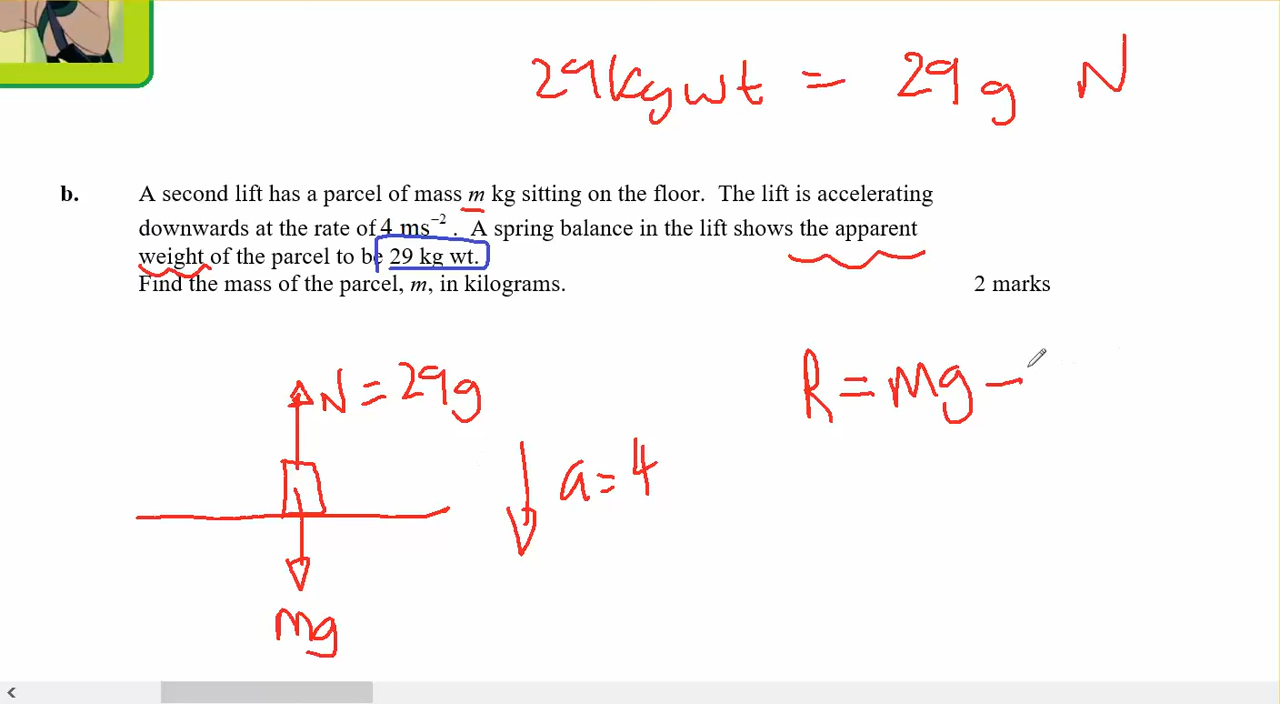 29kgwt = 29g N
b. A second lift has a parcel of mass m kg sitting on the floor. The lift is accelerating
downwards at the rate of 4 ms⁻². A spring balance in the lift shows the apparent
weight of the parcel to be 29 kg wt.
Find the mass of the parcel, m, in kilograms. 2 marks
N = 29g
R = mg −
a = 4
mg